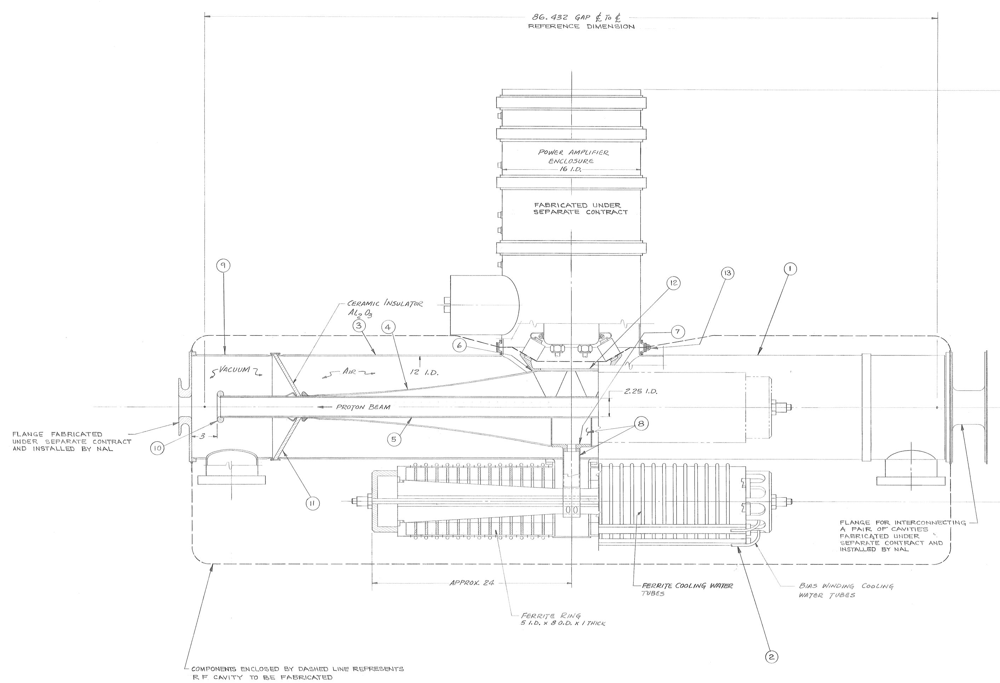 86.432 GAP ℄ TO ℄
REFERENCE DIMENSION
POWER AMPLIFIER
ENCLOSURE
16 I.D.
FABRICATED UNDER
SEPARATE CONTRACT
9
1
13
12
CERAMIC INSULATOR
AL2O3
3
4
7
6
VACUUM
AIR
12 I.D.
2.25 I.D.
PROTON BEAM
8
FLANGE FABRICATED
UNDER SEPARATE CONTRACT
AND INSTALLED BY NAL
3
5
10
11
FLANGE FOR INTERCONNECTING
A PAIR OF CAVITIES
FABRICATED UNDER
SEPARATE CONTRACT AND
INSTALLED BY NAL
APPROX. 24
FERRITE COOLING WATER
TUBES
BIAS WINDING COOLING
WATER TUBES
FERRITE RING
5 I.D. x 8 O.D. x 1 THICK
2
COMPONENTS ENCLOSED BY DASHED LINE REPRESENTS
R F CAVITY TO BE FABRICATED